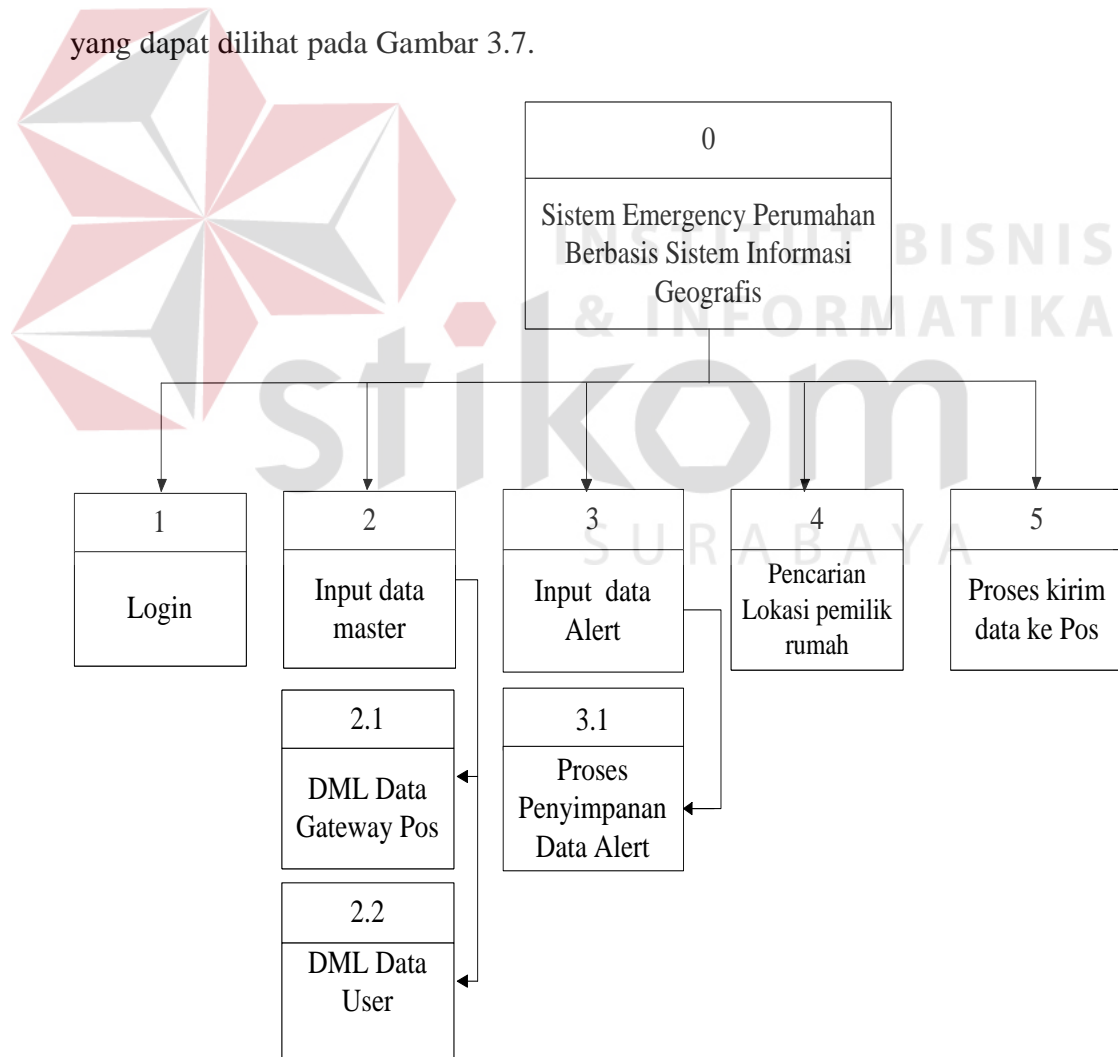 yang dapat dilihat pada Gambar 3.7.
0
Sistem Emergency Perumahan
Berbasis Sistem Informasi
Geografis
INSTITUT BISNIS
& INFORMATIKA
stikom
SURABAYA
1
Login
2
Input data
master
3
Input data
Alert
4
Pencarian
Lokasi pemilik
rumah
5
Proses kirim
data ke Pos
2.1
DML Data
Gateway Pos
3.1
Proses
Penyimpanan
Data Alert
2.2
DML Data
User